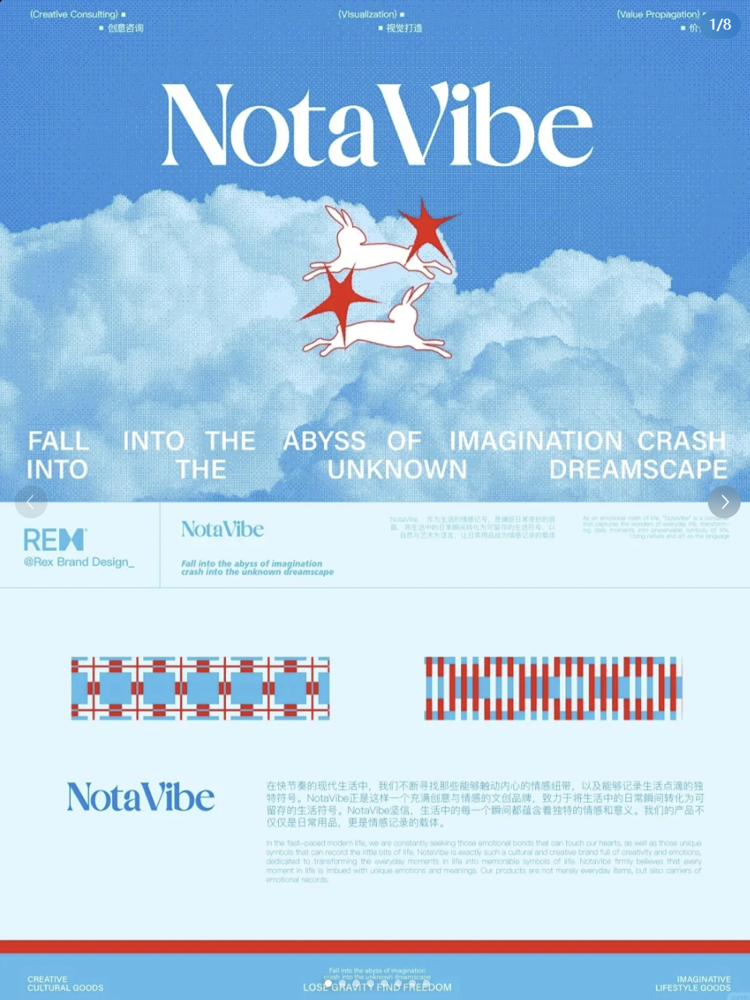 (Creative Consulting)
创意咨询
(Visualization)
视觉打造
(Value Propagation)
价
1/8
NotaVibe
FALL INTO THE ABYSS OF IMAGINATION CRASH
INTO THE UNKNOWN DREAMSCAPE
REX
@Rex Brand Design_
NotaVibe
Fall into the abyss of imagination
crash into the unknown dreamscape
NotaVibe 作为生活的情感记号，是捕捉日常奇妙的容
器，将生活中的日常瞬间转化为可留存的生活符号。以
自然与艺术为语言，让日常用品成为情感记录的载体
As an emotional mark of life, "NotaVibe" is a
that captures the wonders of everyday life, transform-
ing daily moments into preservable symbols of life.
Using nature and art as the language
NotaVibe
在快节奏的现代生活中，我们不断寻找那些能够触动内心的情感纽带，以及能够记录生活点滴的独
特符号。NotaVibe正是这样一个充满创意与情感的文创品牌，致力于将生活中的日常瞬间转化为可
留存的生活符号。NotaVibe坚信，生活中的每一个瞬间都蕴含着独特的情感和意义。我们的产品不
仅仅是日常用品，更是情感记录的载体。
In the fast-paced modern life, we are constantly seeking those emotional bonds that can touch our hearts, as well as those unique
symbols that can record the little bits of life. NotaVibe is exactly such a cultural and creative brand full of creativity and emotions,
dedicated to transforming the everyday moments in life into memorable symbols of life. NotaVibe firmly believes that every
moment in life is imbued with unique emotions and meanings. Our products are not merely everyday items, but also carriers of
emotional records.
CREATIVE
CULTURAL GOODS
Fall into the abyss of imagination
crash into the unknown dreamscape
LOSE GRAVITY FIND FREEDOM
IMAGINATIVE
LIFESTYLE GOODS